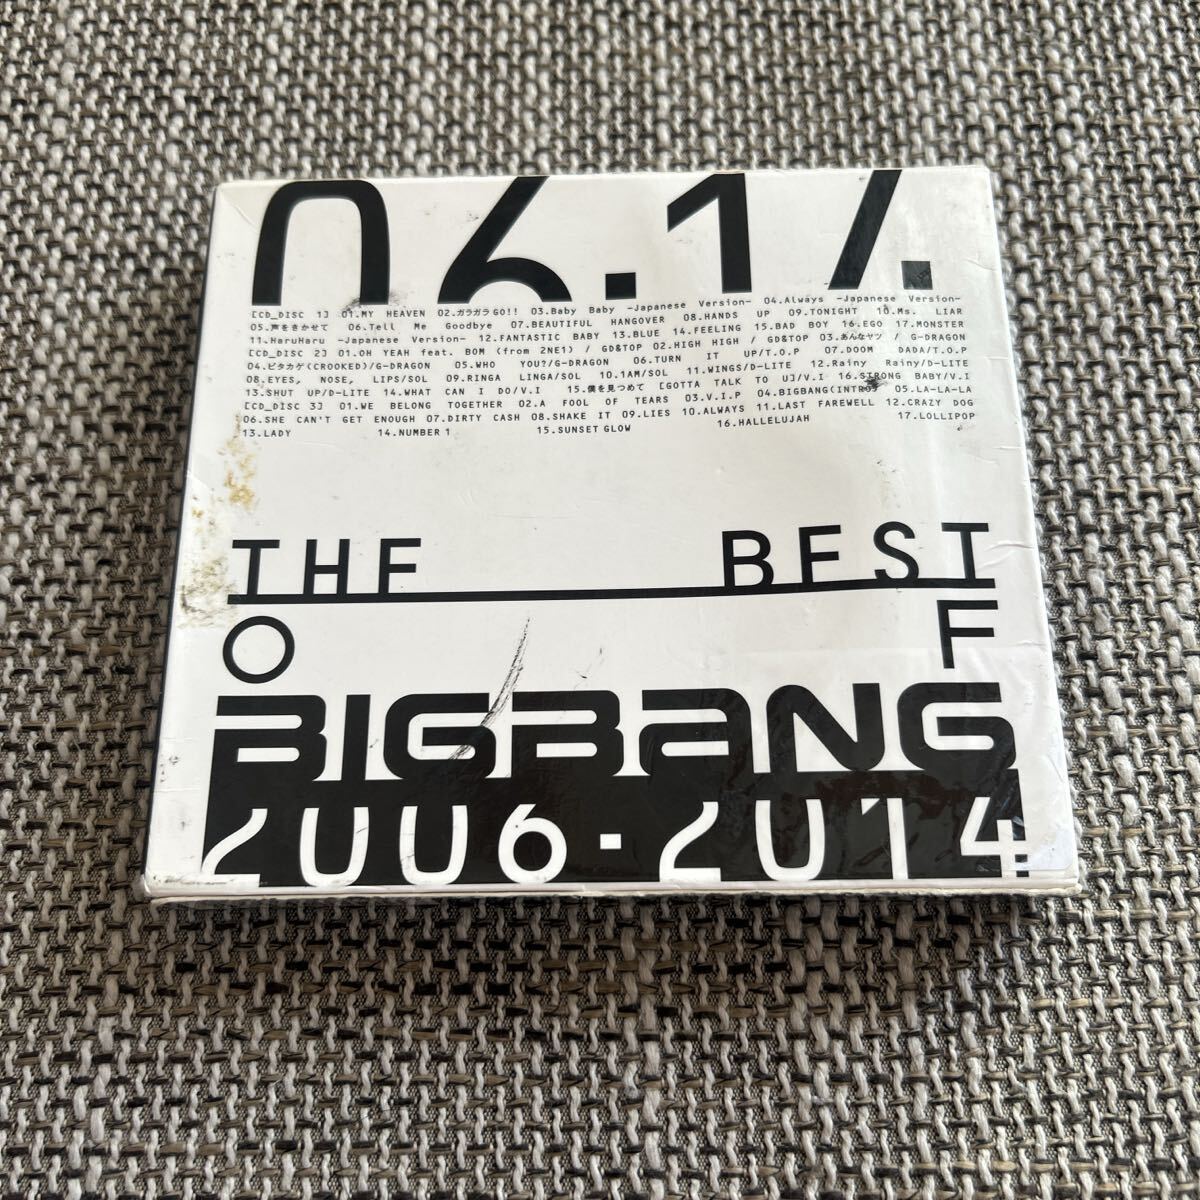 06.14
[CD_DISC 1] 01.MY HEAVEN 02.ガラガラ GO!! 03.Baby Baby -Japanese Version- 04.Always -Japanese Version-
05.声をきかせて 06.Tell Me Goodbye 07.BEAUTIFUL HANGOVER 08.HANDS UP 09.TONIGHT 10.Ms. LIAR
11.HaruHaru -Japanese Version- 12.FANTASTIC BABY 13.BLUE 14.FEELING 15.BAD BOY 16.EGO 17.MONSTER
[CD_DISC 2] 01.OH YEAH feat. BOM (from 2NE1) / GD&TOP 02.HIGH HIGH / GD&TOP 03.あんなヤツ / G-DRAGON
04.ピタカゲ(CROOKED)/G-DRAGON 05.WHO YOU?/G-DRAGON 06.TURN IT UP/T.O.P 07.DOOM DADA/T.O.P
08.EYES, NOSE, LIPS/SOL 09.RINGA LINGA/SOL 10.1AM/SOL 11.WINGS/D-LITE 12.Rainy Rainy/D-LITE
13.SHUT UP/D-LITE 14.WHAT CAN I DO/V.I 15.僕を見つめて [GOTTA TALK TO U]/V.I 16.STRONG BABY/V.I
[CD_DISC 3] 01.WE BELONG TOGETHER 02.A FOOL OF TEARS 03.V.I.P 04.BIGBANG(INTRO) 05.LA-LA-LA
06.SHE CAN'T GET ENOUGH 07.DIRTY CASH 08.SHAKE IT 09.LIES 10.ALWAYS 11.LAST FAREWELL 12.CRAZY DOG
13.LADY 14.NUMBER 1 15.SUNSET GLOW 16.HALLELUJAH 17.LOLLIPOP
THE BEST
OF
BIGBANG
2006-2014